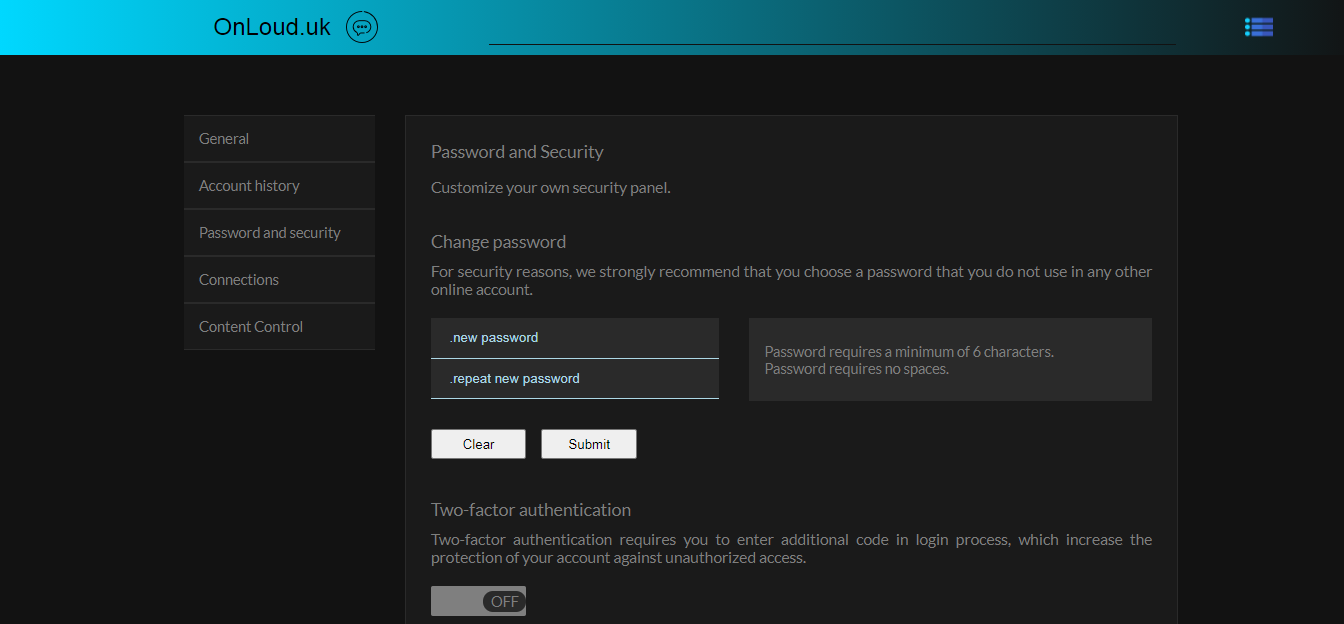 OnLoud.uk
General
Account history
Password and security
Connections
Content Control
Password and Security
Customize your own security panel.
Change password
For security reasons, we strongly recommend that you choose a password that you do not use in any other
online account.
.new password
.repeat new password
Password requires a minimum of 6 characters.
Password requires no spaces.
Clear
Submit
Two-factor authentication
Two-factor authentication requires you to enter additional code in login process, which increase the
protection of your account against unauthorized access.
OFF